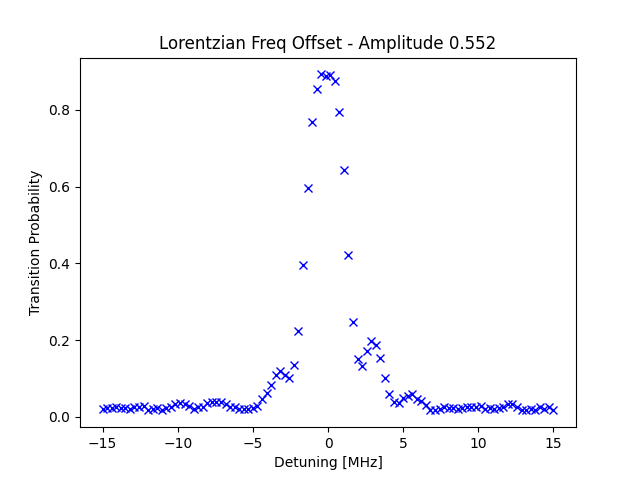 Lorentzian Freq Offset - Amplitude 0.552
Transition Probability
0.8
0.6
0.4
0.2
0.0
−15 −10 −5 0 5 10 15
Detuning [MHz]